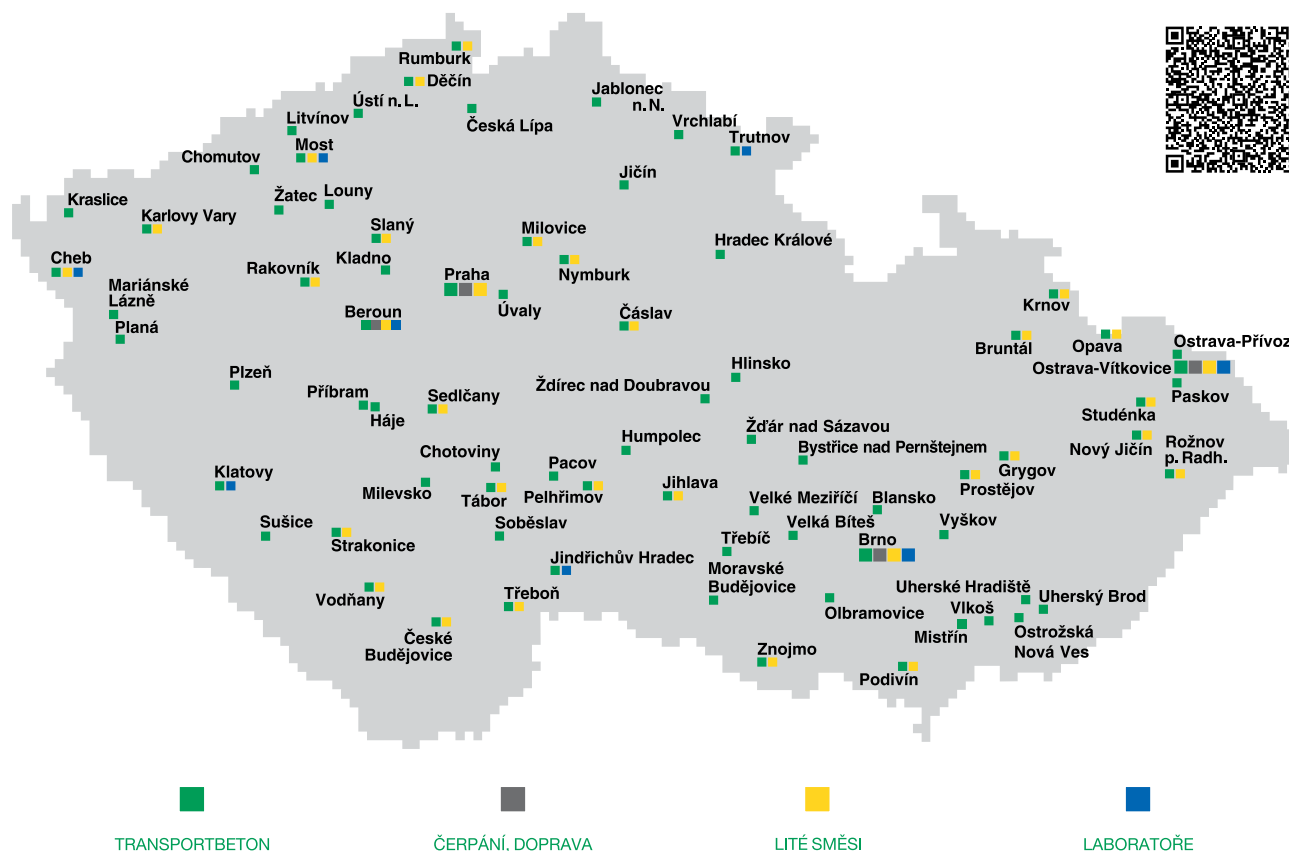 Rumburk
Děčín
Ústí n. L.
Litvínov
Česká Lípa
Jablonec
n. N.
Vrchlabí
Trutnov
Most
Chomutov
Jičín
Žatec
Louny
Kraslice
Karlovy Vary
Slaný
Milovice
Hradec Králové
Cheb
Kladno
Rakovník
Nymburk
Praha
Mariánské
Lázně
Úvaly
Krnov
Planá
Beroun
Čáslav
Bruntál
Opava
Ostrava-Přívoz
Ostrava-Vítkovice
Paskov
Plzeň
Hlinsko
Ždírec nad Doubravou
Příbram
Háje
Sedlčany
Studénka
Nový Jičín
Rožnov
p. Radh.
Žďár nad Sázavou
Bystřice nad Pernštejnem
Humpolec
Chotoviny
Grygov
Klatovy
Milevsko
Tábor
Pacov
Pelhřimov
Jihlava
Prostějov
Velké Meziříčí
Blansko
Sušice
Strakonice
Soběslav
Velká Bíteš
Brno
Vyškov
Třebíč
Jindřichův Hradec
Moravské
Budějovice
Vodňany
Třeboň
Olbramovice
Uherské Hradiště
Uherský Brod
Vlkoš
Mistřín
Ostrožská
Nová Ves
České
Budějovice
Znojmo
Podivín
TRANSPORTBETON
ČERPÁNÍ, DOPRAVA
LITÉ SMĚSI
LABORATOŘE